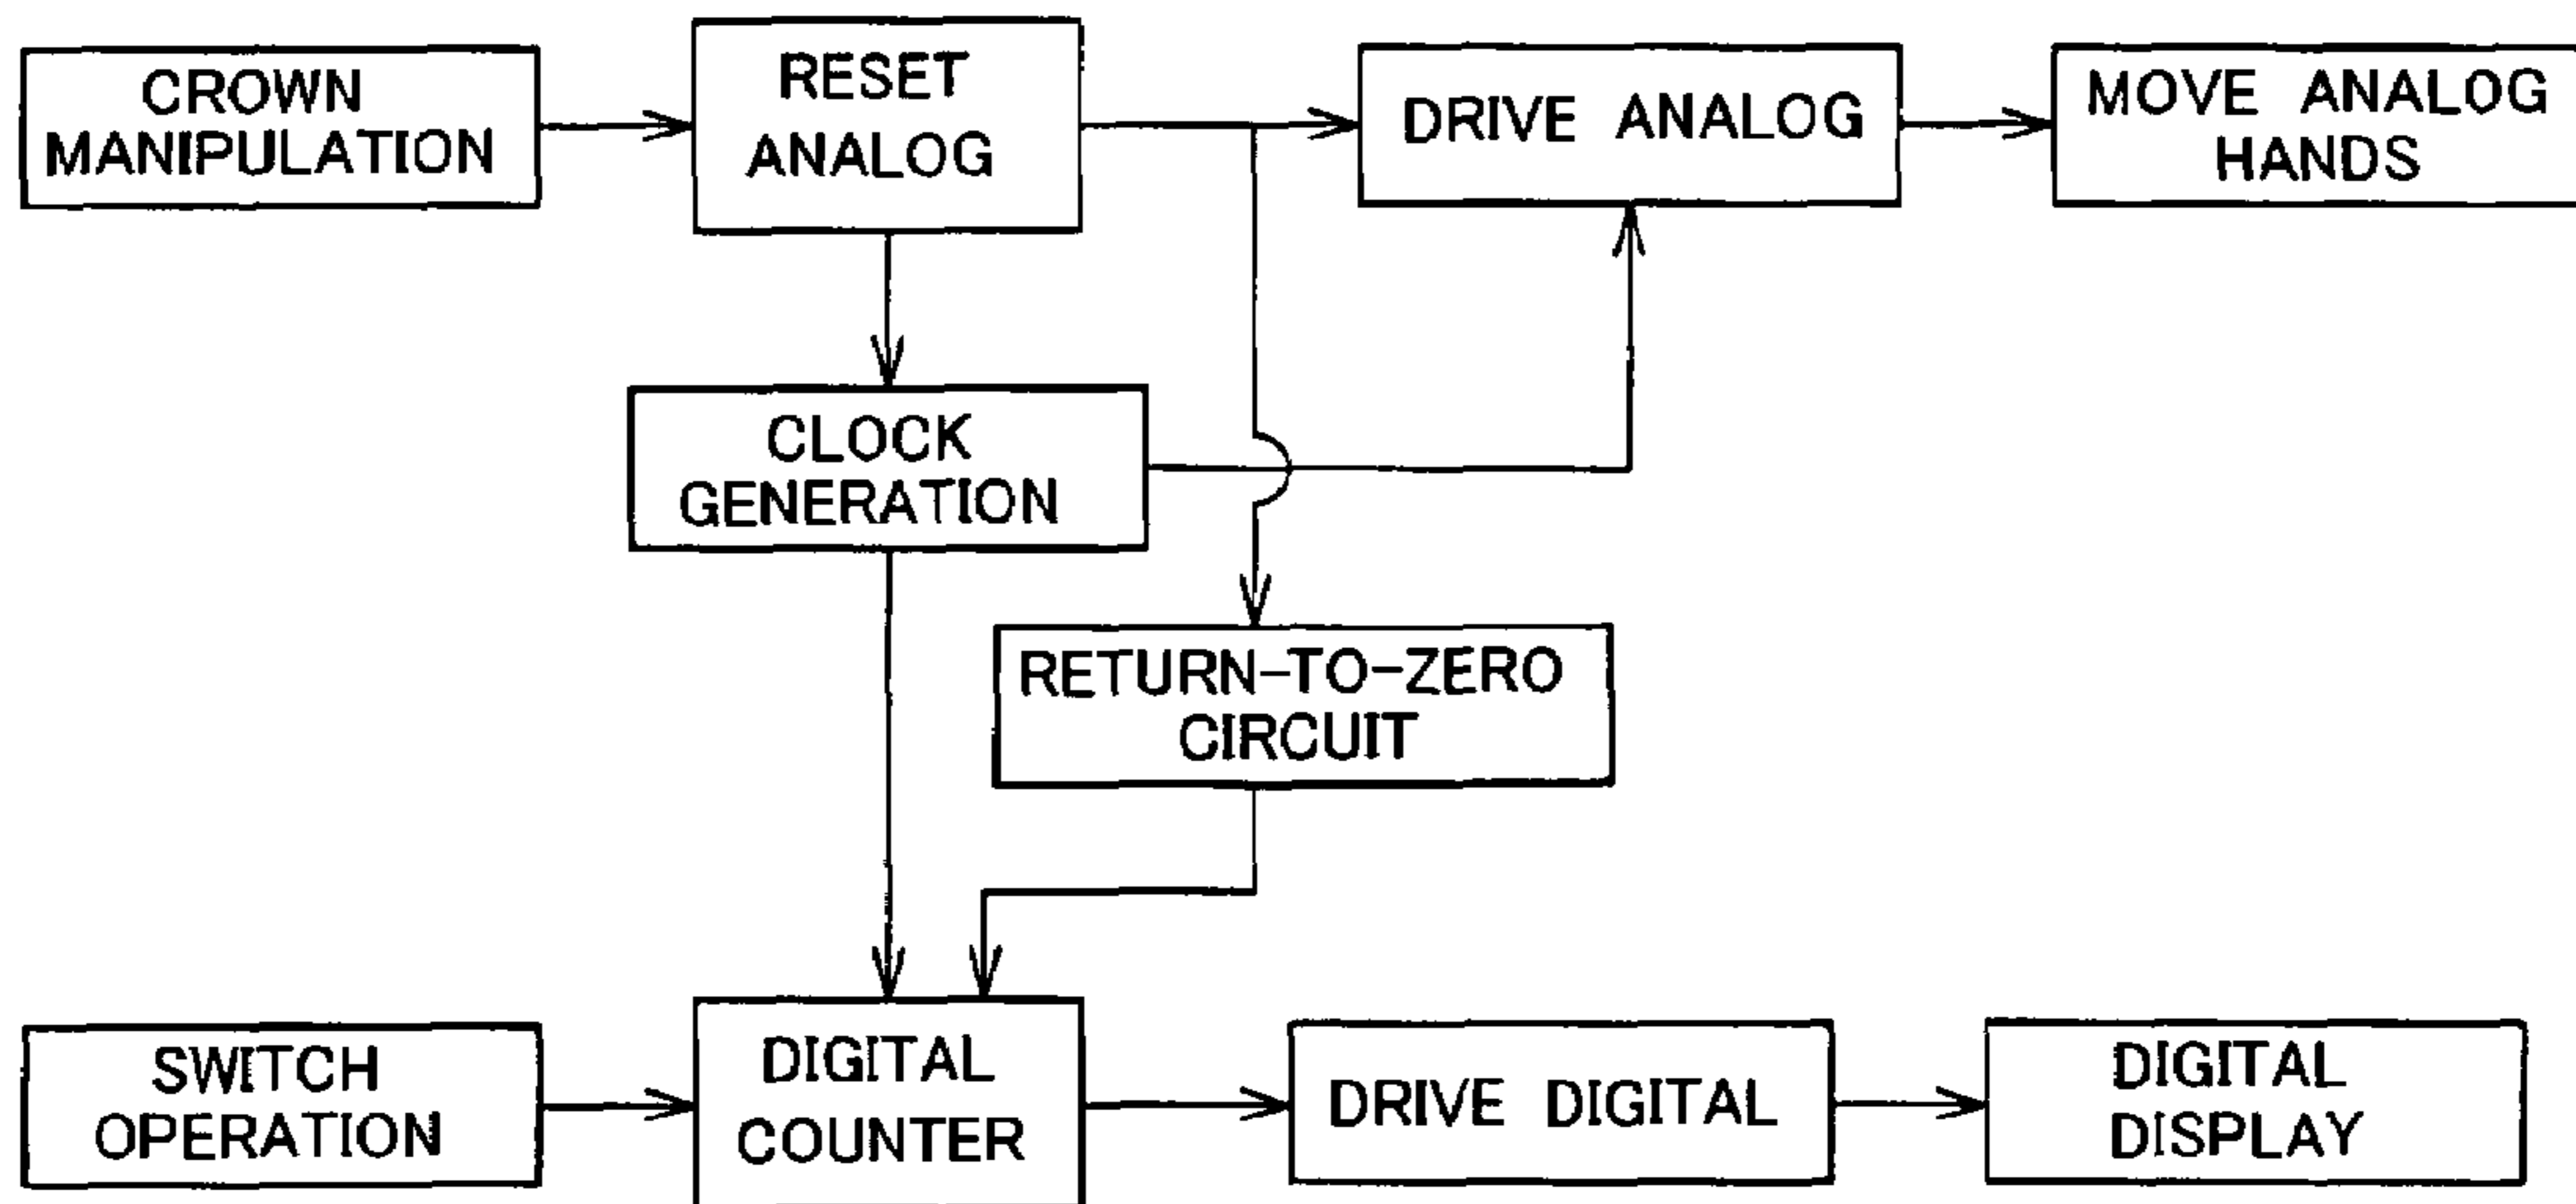 CROWN
MANIPULATION
RESET
ANALOG
DRIVE ANALOG
MOVE ANALOG
HANDS
CLOCK
GENERATION
RETURN-TO-ZERO
CIRCUIT
SWITCH
OPERATION
DIGITAL
COUNTER
DRIVE DIGITAL
DIGITAL
DISPLAY